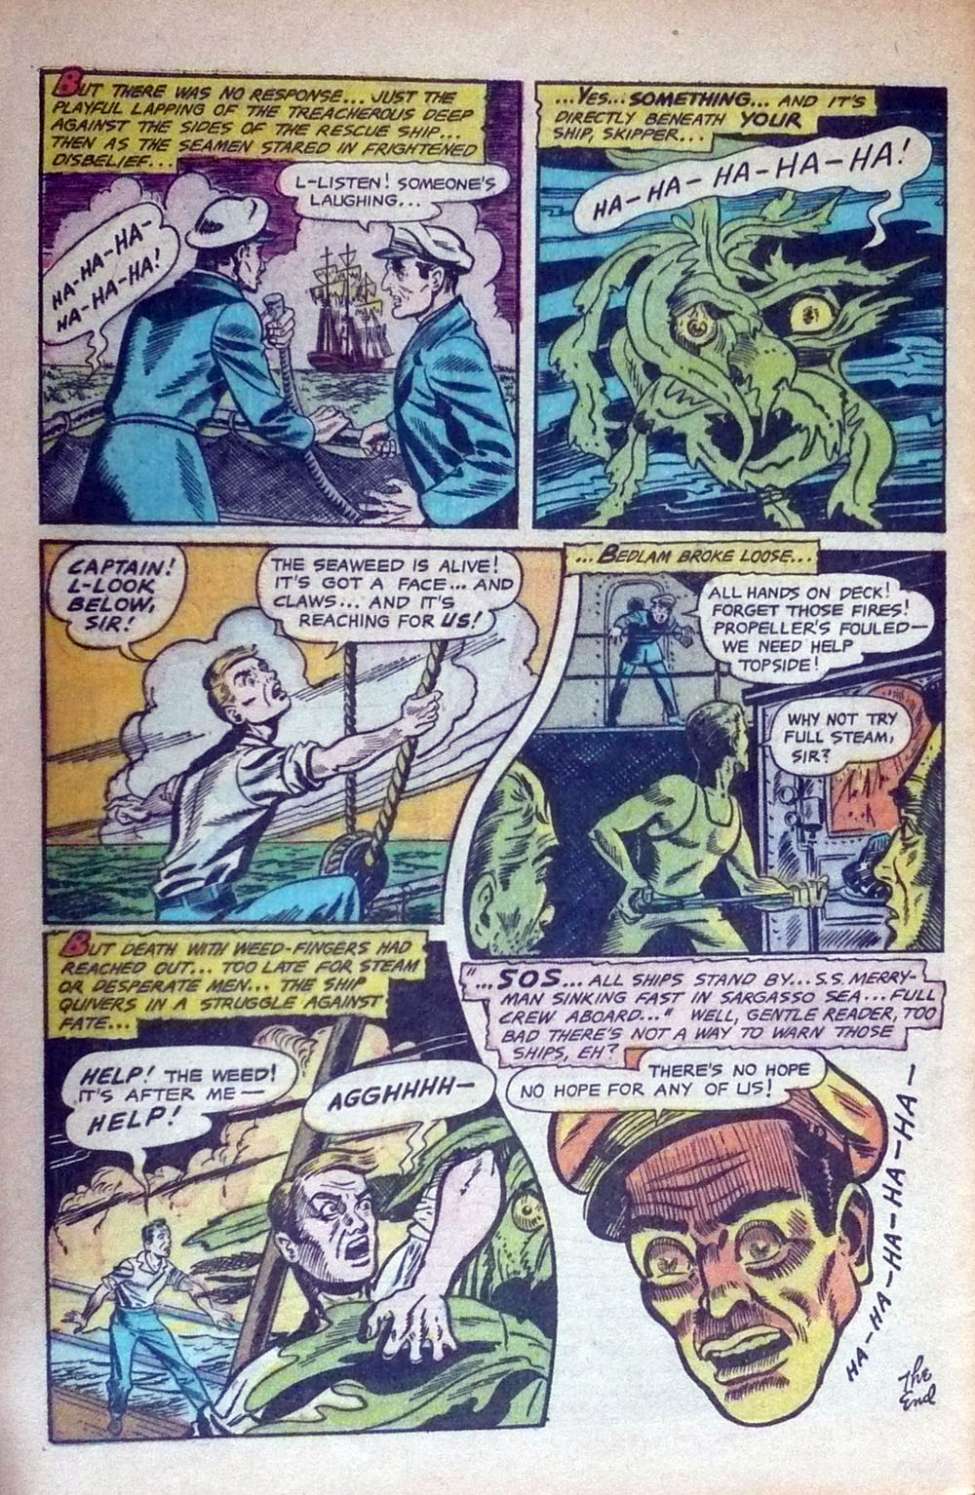 BUT THERE WAS NO RESPONSE... JUST THE
PLAYFUL LAPPING OF THE TREACHEROUS DEEP
AGAINST THE SIDES OF THE RESCUE SHIP...
THEN AS THE SEAMEN STARED IN FRIGHTENED
DISBELIEF...
HA-HA-HA-
HA-HA-HA!
L-LISTEN! SOMEONE'S
LAUGHING...
...YES...SOMETHING... AND IT'S
DIRECTLY BENEATH YOUR
SHIP, SKIPPER...
HA-HA-HA-HA-HA!
CAPTAIN!
L-LOOK
BELOW,
SIR!
THE SEAWEED IS ALIVE!
IT'S GOT A FACE... AND
CLAWS... AND IT'S
REACHING FOR US!
...BEDLAM BROKE LOOSE...
ALL HANDS ON DECK!
FORGET THOSE FIRES!
PROPELLER'S FOULED—
WE NEED HELP
TOPSIDE!
WHY NOT TRY
FULL STEAM,
SIR?
BUT DEATH WITH WEED-FINGERS HAD
REACHED OUT... TOO LATE FOR STEAM
OR DESPERATE MEN... THE SHIP
QUIVERS IN A STRUGGLE AGAINST
FATE...
HELP! THE WEED!
IT'S AFTER ME—
HELP!
AGGHHHH—
"...SOS... ALL SHIPS STAND BY... S.S. MERRY-
MAN SINKING FAST IN SARGASSO SEA... FULL
CREW ABOARD..." WELL, GENTLE READER, TOO
BAD THERE'S NOT A WAY TO WARN THOSE
SHIPS, EH?
THERE'S NO HOPE
NO HOPE FOR ANY OF US!
HA-HA-HA-HA-HA-HA-
The
End